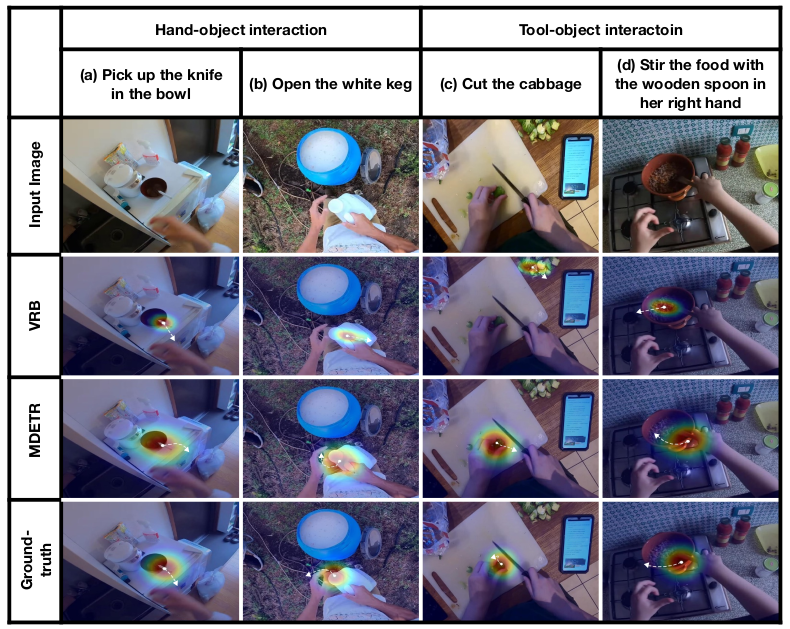 Hand-object interaction
Tool-object interactoin
(a) Pick up the knife
in the bowl
(b) Open the white keg
(c) Cut the cabbage
(d) Stir the food with
the wooden spoon in
her right hand
Input Image
VRB
MDETR
Ground-
truth